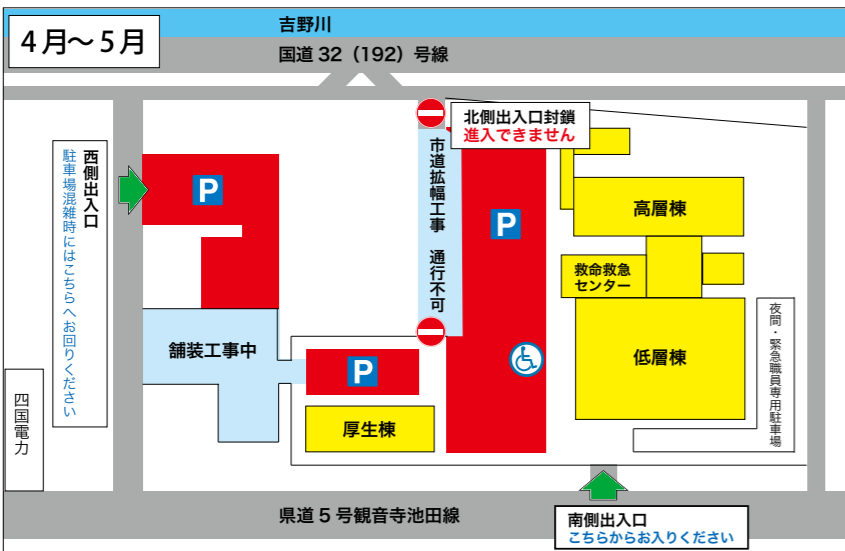 4月〜5月
吉野川
国道 32（192）号線
北側出入口封鎖
進入できません
西側出入口
駐車場混雑時にはこちらへお回りください
市道拡幅工事　通行不可
P
P
高層棟
救命救急
センター
舗装工事中
P
低層棟
夜間・緊急職員専用駐車場
厚生棟
四国電力
県道 5 号観音寺池田線
南側出入口
こちらからお入りください